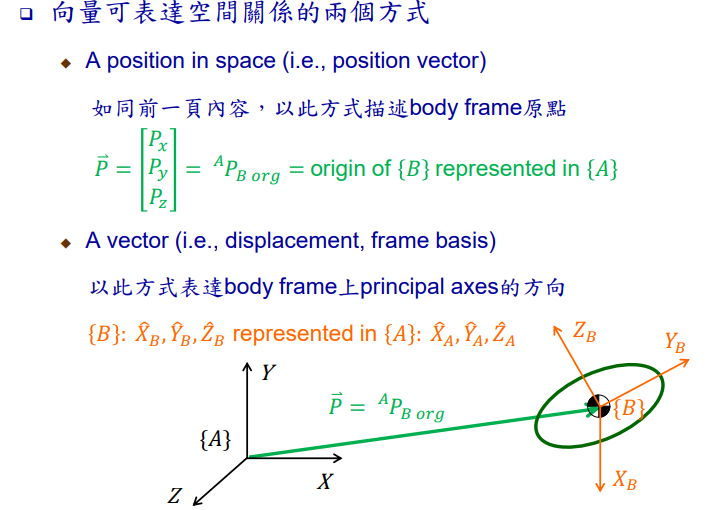 向量可表達空間關係的兩個方式
A position in space (i.e., position vector)
如同前一頁內容，以此方式描述body frame原點
$\vec{P} = \begin{bmatrix} P_x \\ P_y \\ P_z \end{bmatrix} = {}^{A}P_{B\,org}$ = origin of {B} represented in {A}
A vector (i.e., displacement, frame basis)
以此方式表達body frame上principal axes的方向
{B}: $\hat{X}_B, \hat{Y}_B, \hat{Z}_B$ represented in {A}: $\hat{X}_A, \hat{Y}_A, \hat{Z}_A$
$Z_B$
$Y_B$
Y
$\vec{P} = {}^{A}P_{B\,org}$
{B}
{A}
X
$X_B$
Z